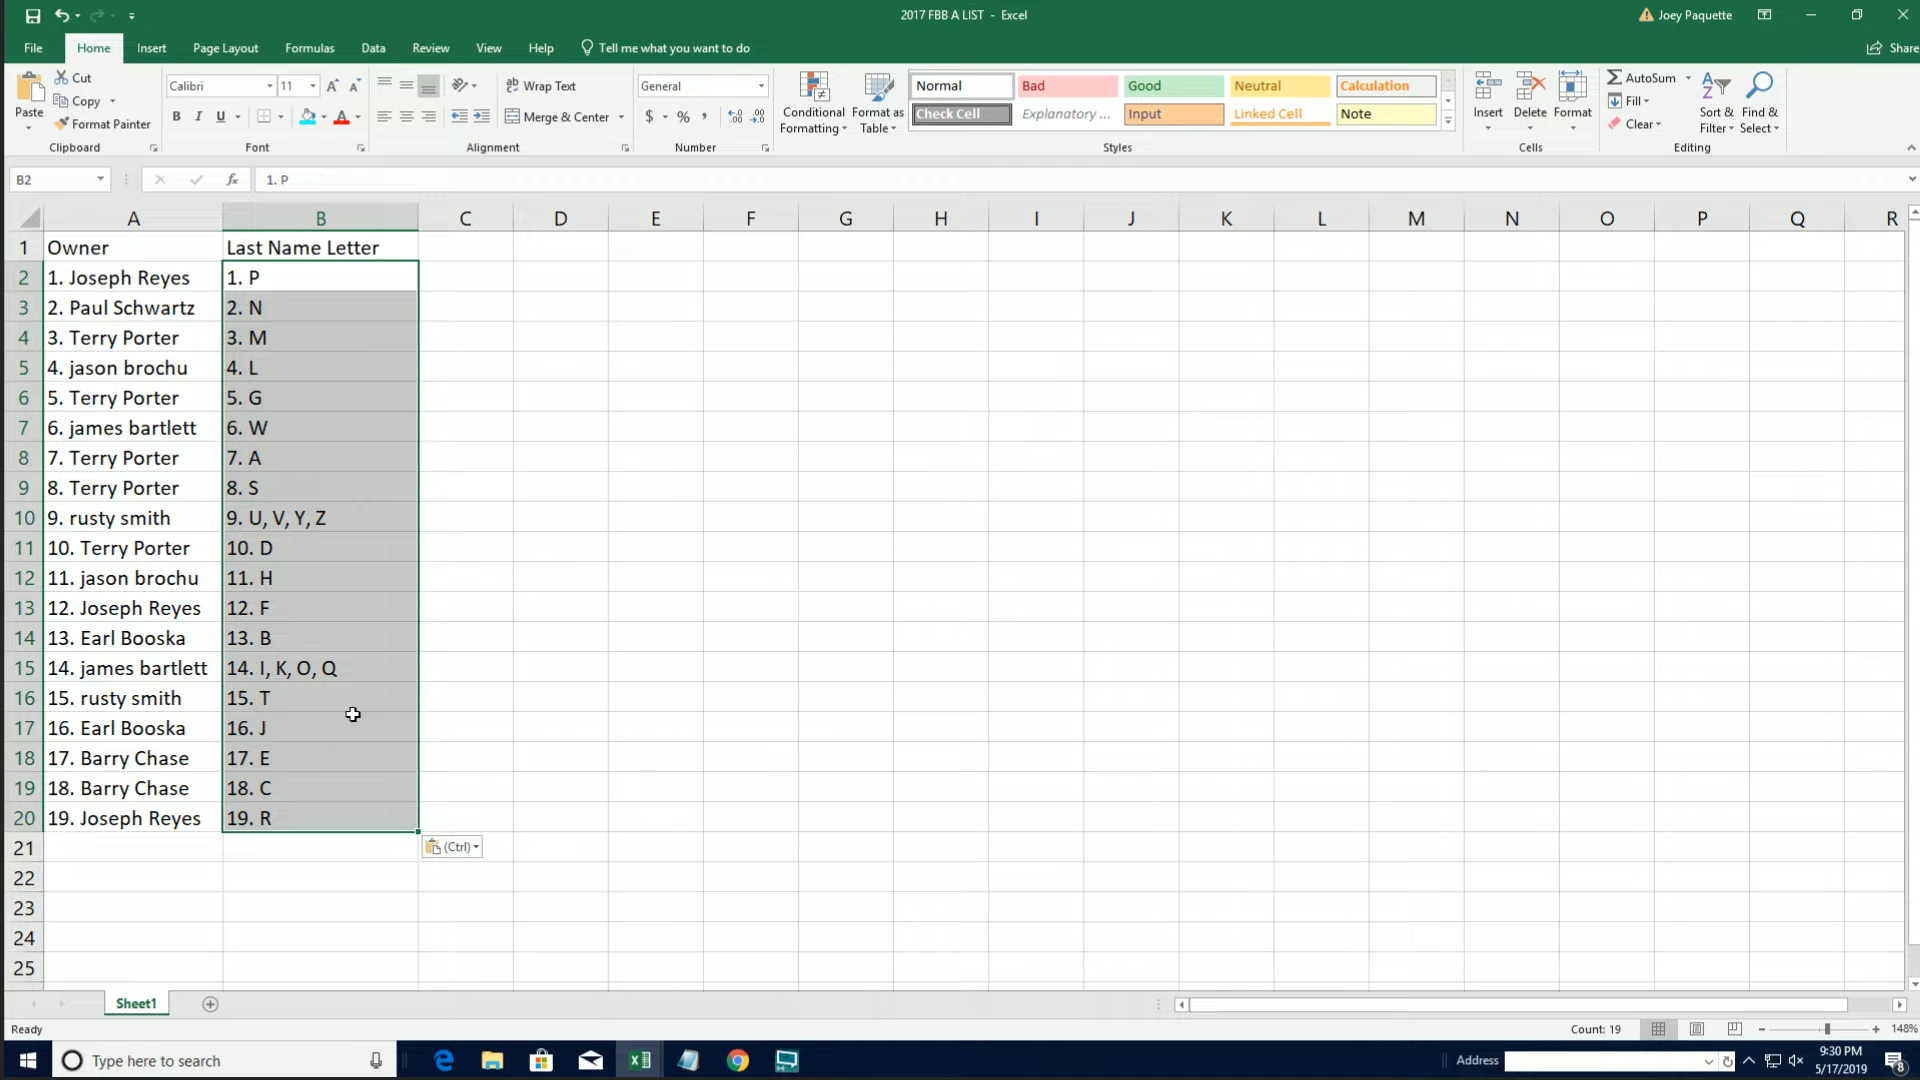 2017 FBB A LIST - Excel
Joey Paquette
File Home Insert Page Layout Formulas Data Review View Help Tell me what you want to do Share
Paste
Cut
Copy
Format Painter
Clipboard
Calibri 11
B I U
Font
Wrap Text
Merge & Center
Alignment
General
$ % ,
Number
Conditional Formatting
Format as Table
Normal Bad Good Neutral Calculation
Check Cell Explanatory ... Input Linked Cell Note
Styles
Insert Delete Format
Cells
AutoSum
Fill
Clear
Sort & Filter
Find & Select
Editing
B2 fx 1. P
A B C D E F G H I J K L M N O P Q R
1 Owner Last Name Letter
2 1. Joseph Reyes 1. P
3 2. Paul Schwartz 2. N
4 3. Terry Porter 3. M
5 4. jason brochu 4. L
6 5. Terry Porter 5. G
7 6. james bartlett 6. W
8 7. Terry Porter 7. A
9 8. Terry Porter 8. S
10 9. rusty smith 9. U, V, Y, Z
11 10. Terry Porter 10. D
12 11. jason brochu 11. H
13 12. Joseph Reyes 12. F
14 13. Earl Booska 13. B
15 14. james bartlett 14. I, K, O, Q
16 15. rusty smith 15. T
17 16. Earl Booska 16. J
18 17. Barry Chase 17. E
19 18. Barry Chase 18. C
20 19. Joseph Reyes 19. R
21 (Ctrl)
22
23
24
25
Sheet1
Ready Count: 19 148%
Type here to search
Address
9:30 PM
5/17/2019
8